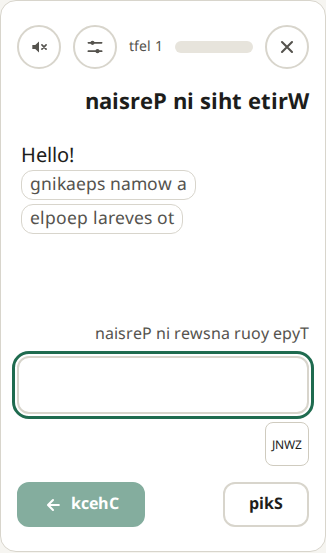 tfel 1
naisreP ni siht etirW
Hello!
gnikaeps namow a
elpoep lareves ot
naisreP ni rewsna ruoy epyT
JNWZ
kcehC
pikS